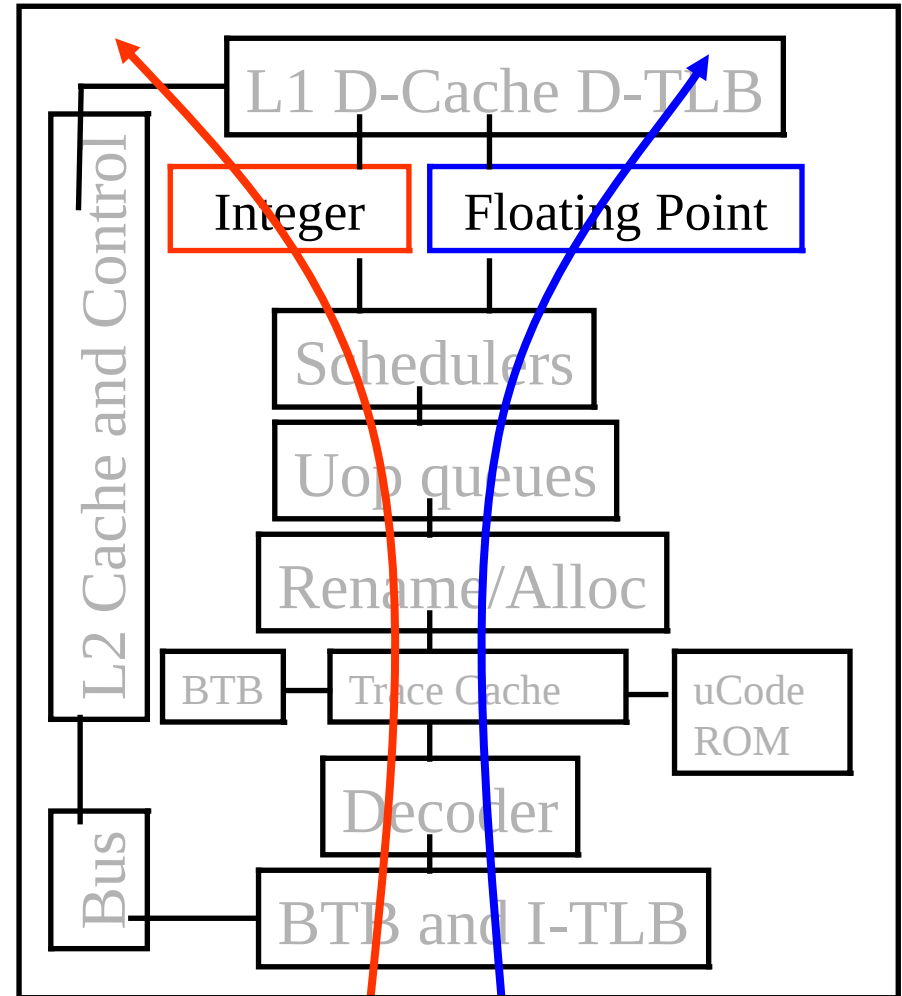 L1 D-Cache D-TLB
Integer
Floating Point
L2 Cache and Control
Schedulers
Uop queues
Rename/Alloc
BTB
Trace Cache
uCode
ROM
Decoder
Bus
BTB and I-TLB